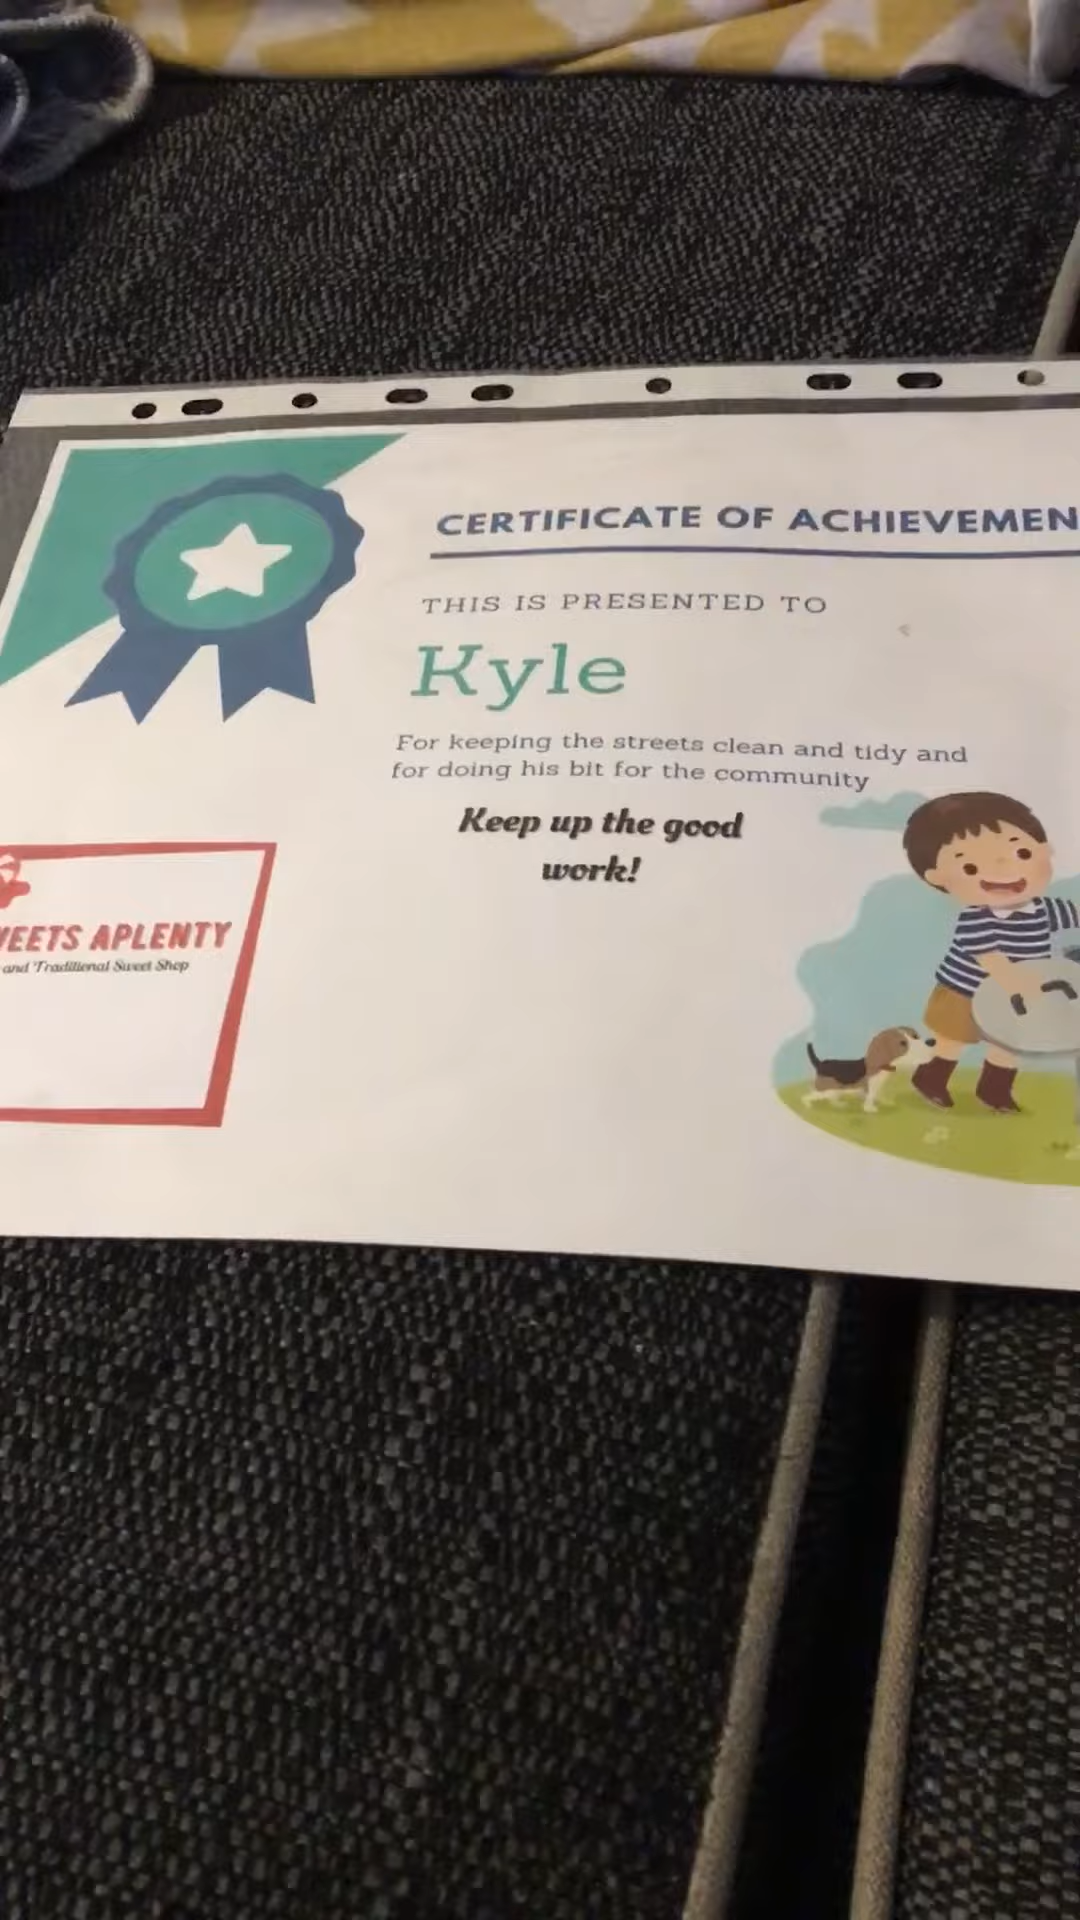 CERTIFICATE OF ACHIEVEMEN
THIS IS PRESENTED TO
Kyle
For keeping the streets clean and tidy and
for doing his bit for the community
Keep up the good
work!
EETS APLENTY
and Traditional Sweet Shop